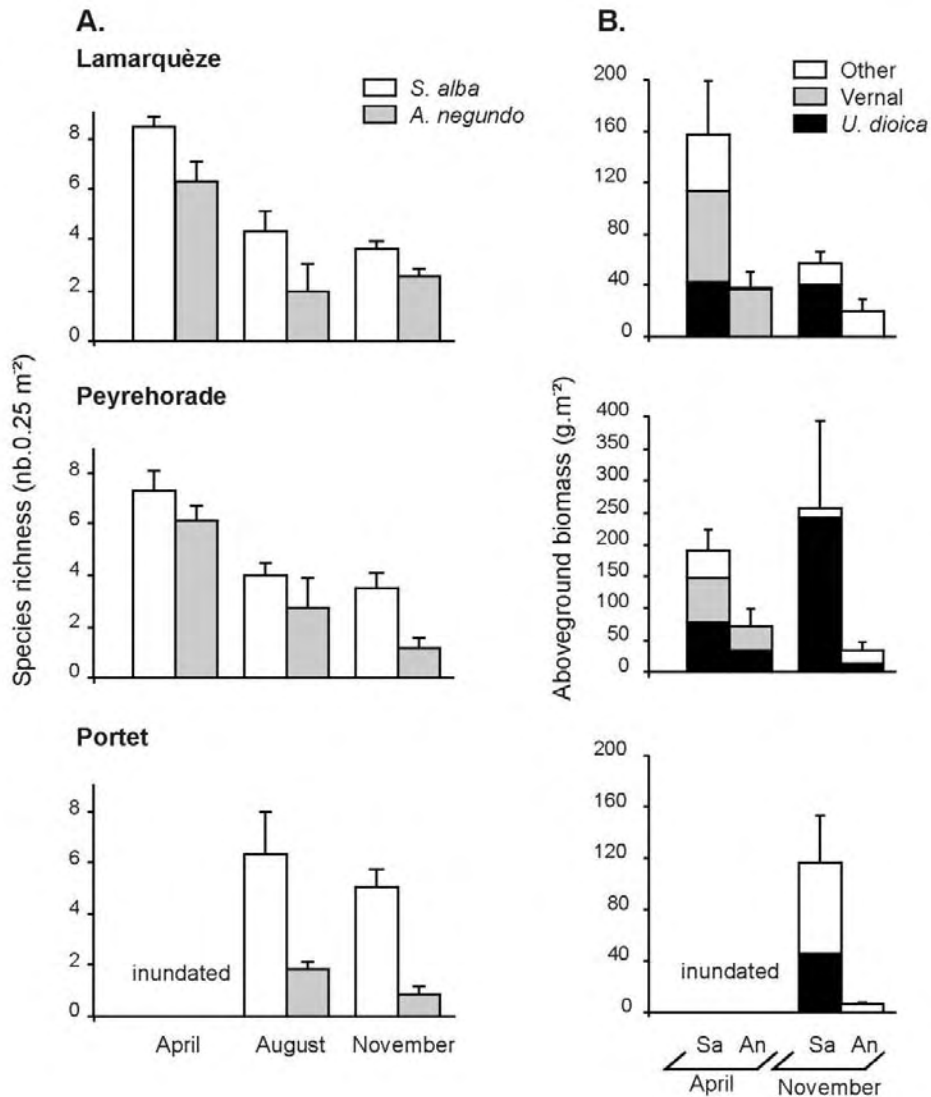 A.
B.
Lamarquèze
S. alba
A. negundo
Other
Vernal
U. dioica
8
6
4
2
0
200
160
120
80
40
0
Species richness (nb.0.25 m⁻²)
Aboveground biomass (g.m⁻²)
Peyrehorade
8
6
4
2
0
400
350
300
250
200
150
100
50
0
Portet
8
6
4
2
0
inundated
200
160
120
80
40
0
inundated
April August November
Sa An Sa An
April November